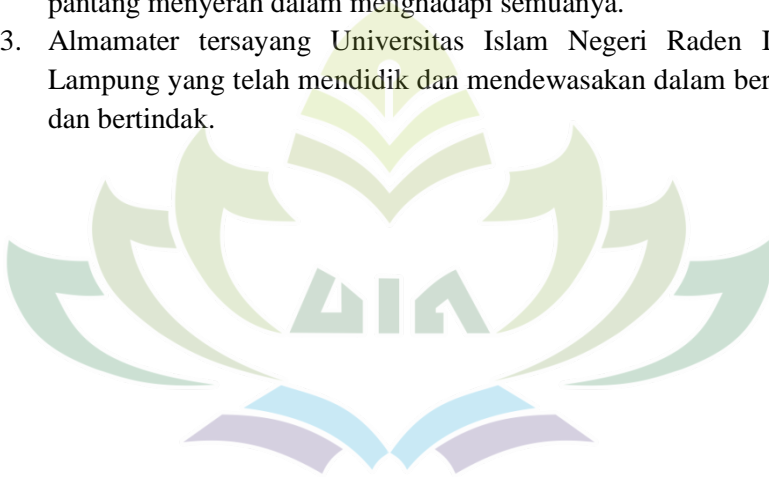 pantang menyerah dalam menghadapi semuanya.
3. Almamater tersayang Universitas Islam Negeri Raden
Lampung yang telah mendidik dan mendewasakan dalam
dan bertindak.
UIN